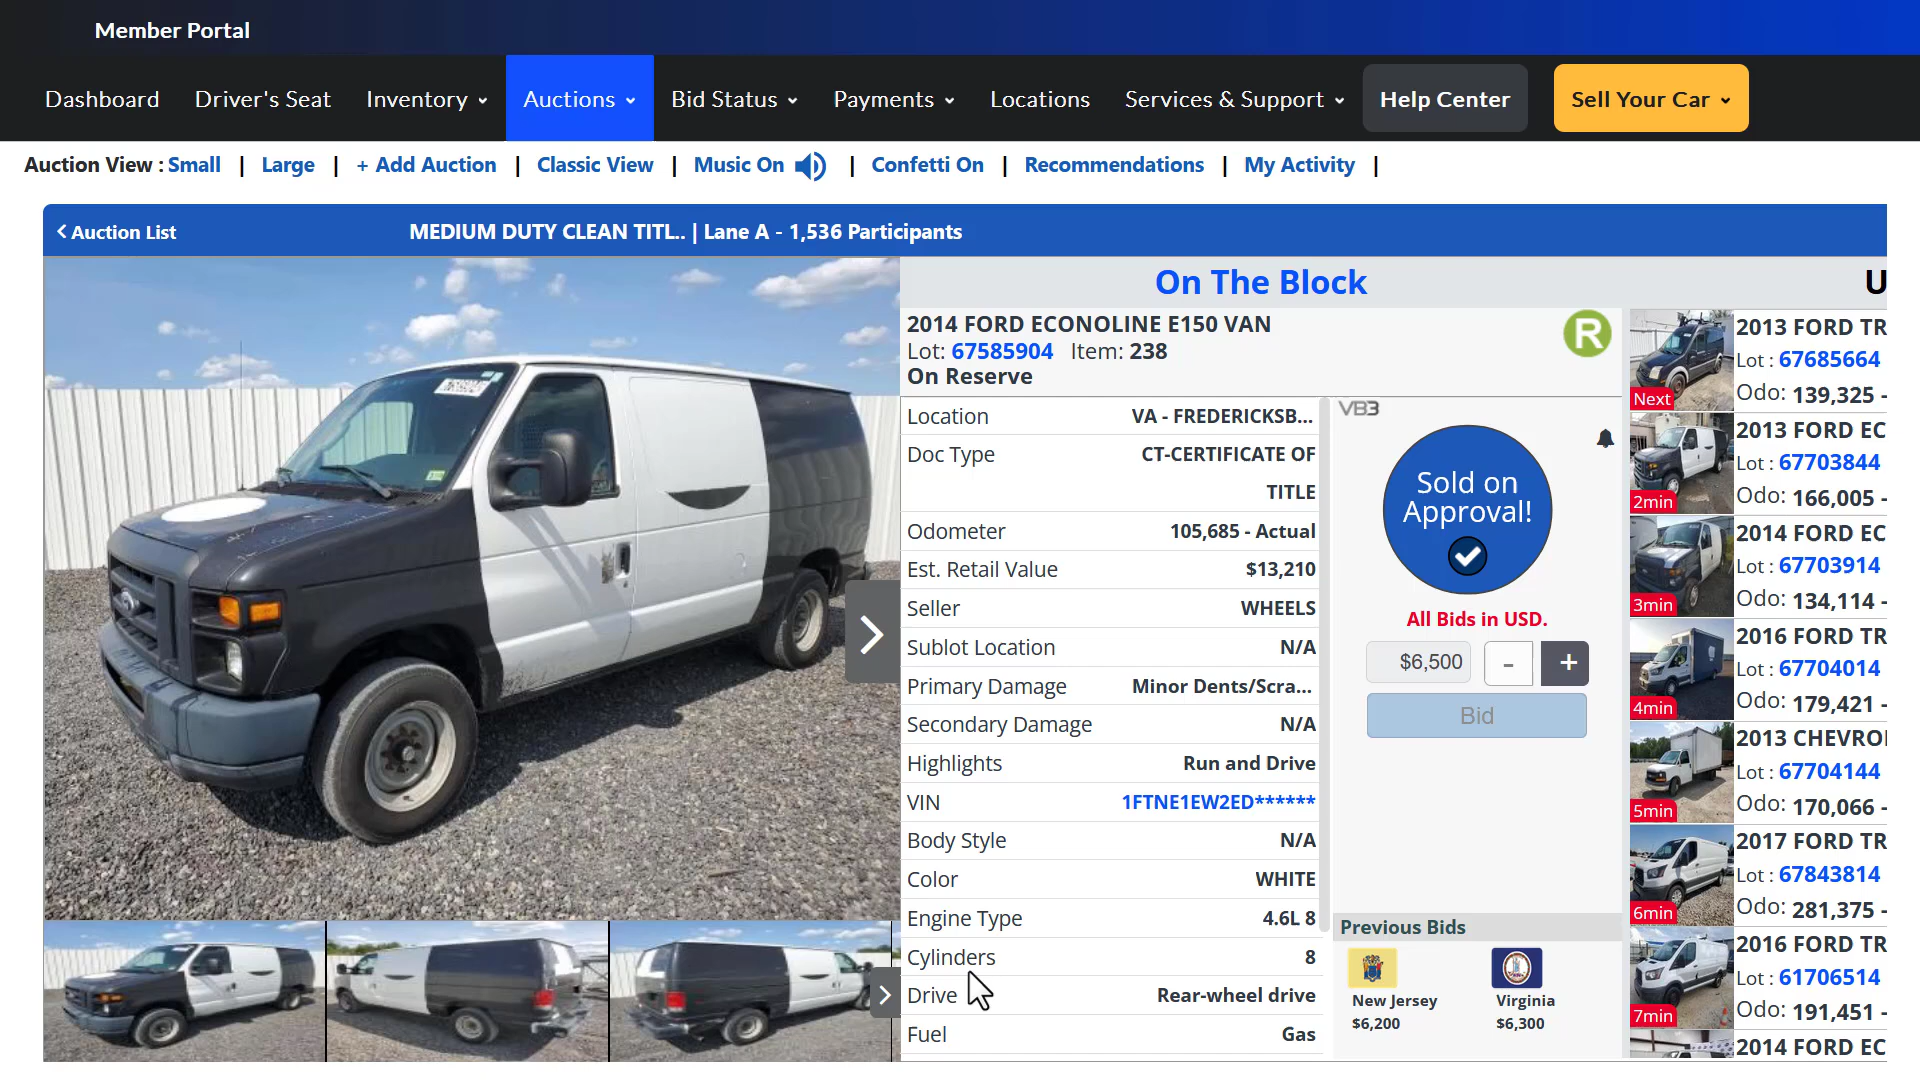 Member Portal
Dashboard Driver's Seat Inventory Auctions Bid Status Payments Locations Services & Support Help Center Sell Your Car
Auction View : Small | Large | + Add Auction | Classic View | Music On | Confetti On | Recommendations | My Activity |
Auction List MEDIUM DUTY CLEAN TITL.. | Lane A - 1,536 Participants
On The Block
U
2014 FORD ECONOLINE E150 VAN
Lot: 67585904 Item: 238
On Reserve
R
Location VA - FREDERICKSB...
Doc Type CT-CERTIFICATE OF
TITLE
Odometer 105,685 - Actual
Est. Retail Value $13,210
Seller WHEELS
Sublot Location N/A
Primary Damage Minor Dents/Scra...
Secondary Damage N/A
Highlights Run and Drive
VIN 1FTNE1EW2ED******
Body Style N/A
Color WHITE
Engine Type 4.6L 8
Cylinders 8
Drive Rear-wheel drive
Fuel Gas
VB3
Sold on
Approval!
All Bids in USD.
$6,500 - +
Bid
Previous Bids
New Jersey
$6,200
Virginia
$6,300
2013 FORD TR
Lot : 67685664
Odo: 139,325 -
Next
2013 FORD EC
Lot : 67703844
Odo: 166,005 -
2min
2014 FORD EC
Lot : 67703914
Odo: 134,114 -
3min
2016 FORD TR
Lot : 67704014
Odo: 179,421 -
4min
2013 CHEVROL
Lot : 67704144
Odo: 170,066 -
5min
2017 FORD TR
Lot : 67843814
Odo: 281,375 -
6min
2016 FORD TR
Lot : 61706514
Odo: 191,451 -
7min
2014 FORD EC